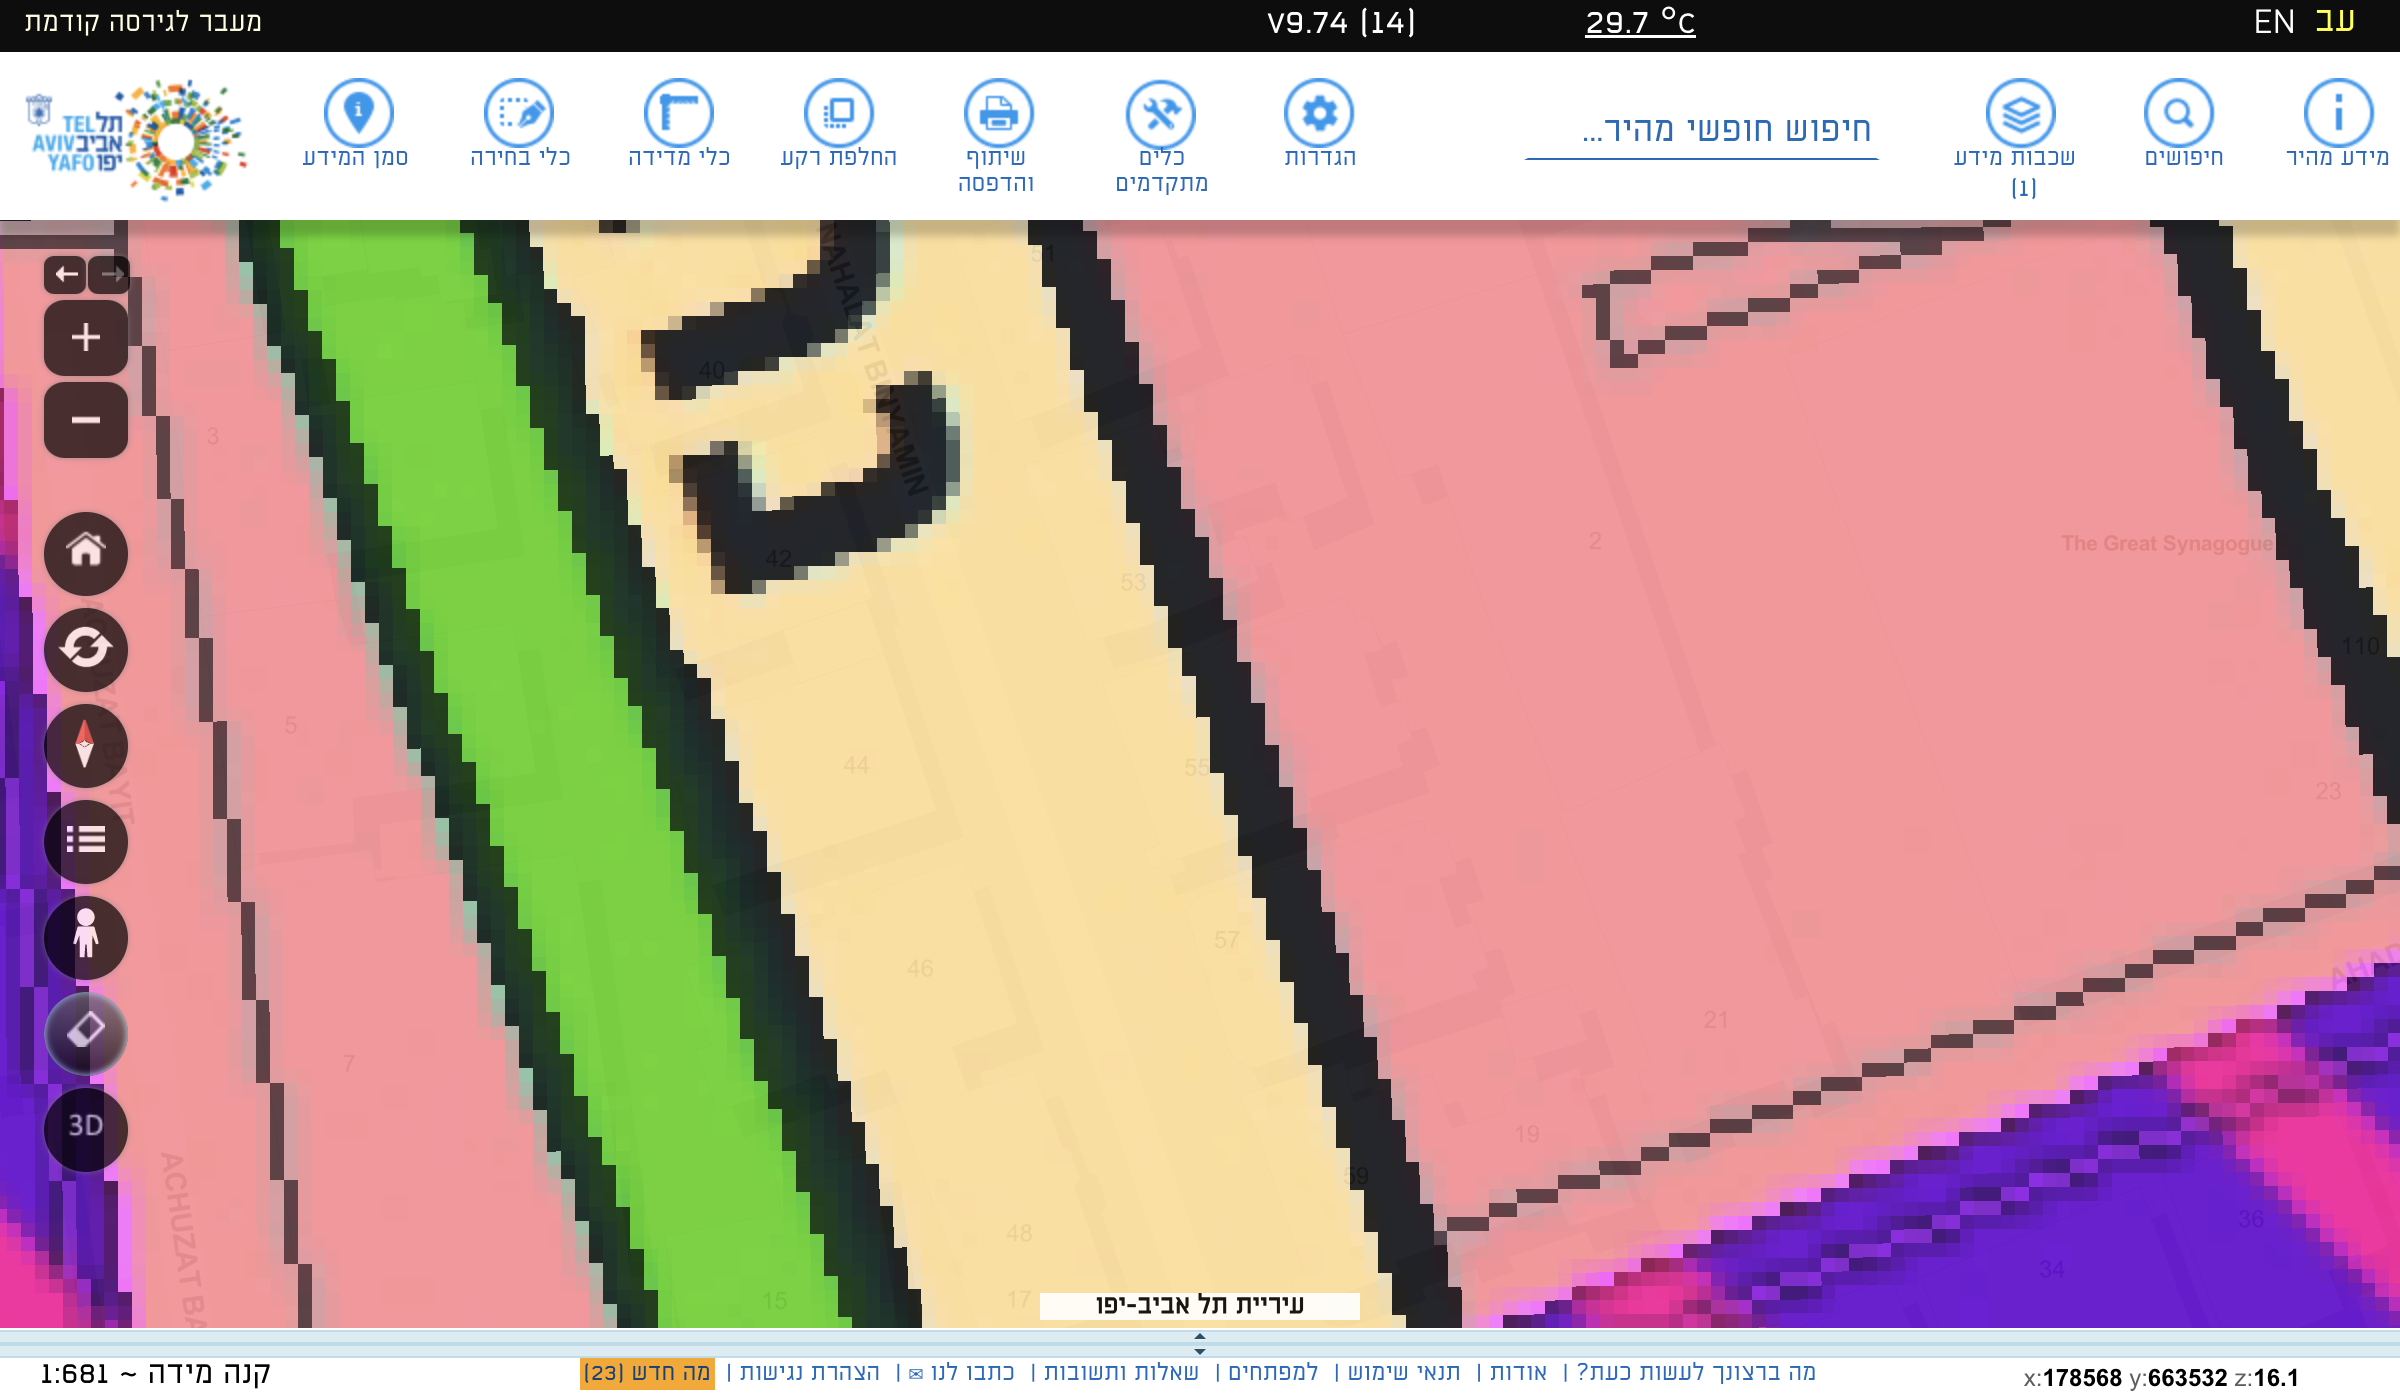 מעבר לגירסה קודמת
V9.74 (14)
29.7 °C
EN עב
תל אביב יפו
TEL AVIV YAFO
סמן המידע
כלי בחירה
כלי מדידה
החלפת רקע
שיתוף והדפסה
כלים מתקדמים
הגדרות
חיפוש חופשי מהיר...
שכבות מידע (1)
חיפושים
מידע מהיר
NAHALAT BINYAMIN
51
40
3
42
2
The Great Synagogue
53
110
5
44
55
23
57
46
21
7
19
59
36
48
34
15
17
3D
ACHUZAT BA
עיריית תל אביב-יפו
קנה מידה ~ 1:681
מה ברצונך לעשות כעת? | אודות | תנאי שימוש | למפתחים | שאלות ותשובות | כתבו לנו ✉ | הצהרת נגישות | מה חדש (23)
x:178568 y:663532 z:16.1